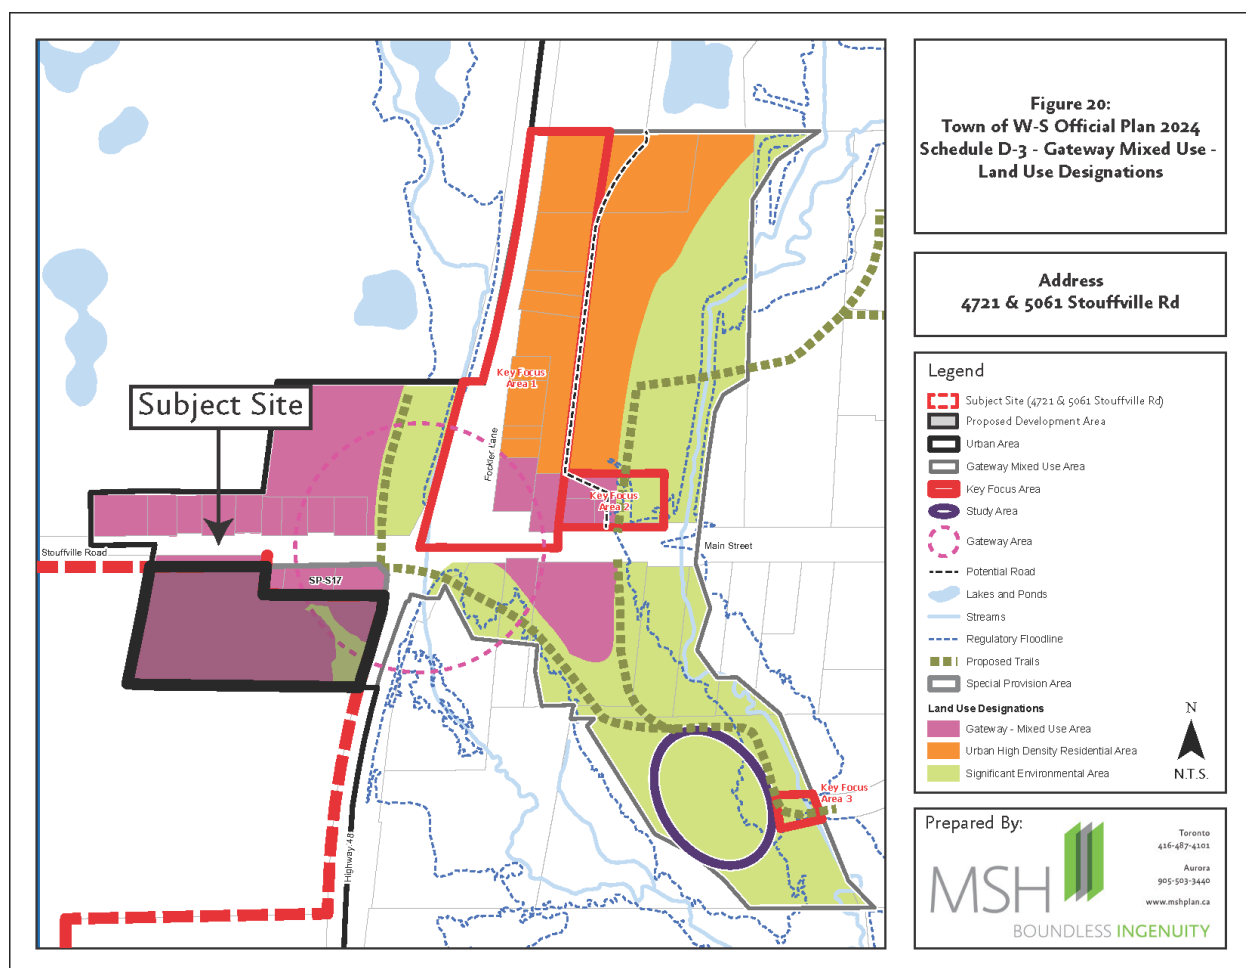 Figure 20:
Town of W-S Official Plan 2024
Schedule D-3 - Gateway Mixed Use -
Land Use Designations
Address
4721 & 5061 Stouffville Rd
Legend
Subject Site (4721 & 5061 Stouffville Rd)
Proposed Development Area
Urban Area
Gateway Mixed Use Area
Key Focus Area
Study Area
Gateway Area
Potential Road
Lakes and Ponds
Streams
Regulatory Floodline
Proposed Trails
Special Provision Area
Land Use Designations
Gateway - Mixed Use Area
Urban High Density Residential Area
Significant Environmental Area
N
N.T.S.
Prepared By:
MSH
BOUNDLESS INGENUITY
Toronto
416-487-4101
Aurora
905-503-3440
www.mshplan.ca
Subject Site
Key Focus
Area 1
Fockler Lane
Key Focus
Area 2
Stouffville Road
Main Street
SP-S17
Key Focus
Area 3
Highway 48